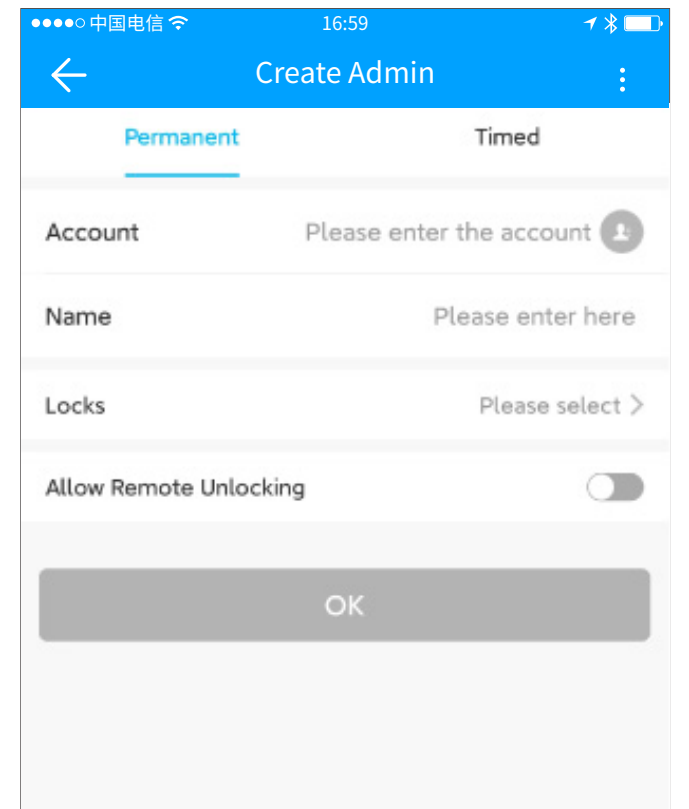 中国电信 16:59
Create Admin
Permanent Timed
Account Please enter the account
Name Please enter here
Locks Please select >
Allow Remote Unlocking
OK